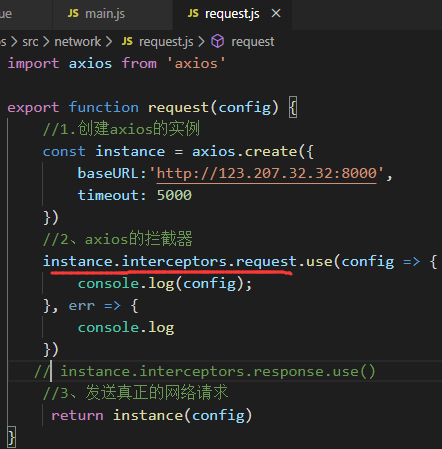 ue JS main.js JS request.js ×
os > src > network > JS request.js > request
import axios from 'axios'
export function request(config) {
//1.创建axios的实例
const instance = axios.create({
baseURL:'http://123.207.32.32:8000',
timeout: 5000
})
//2、axios的拦截器
instance.interceptors.request.use(config => {
console.log(config);
}, err => {
console.log
})
// instance.interceptors.response.use()
//3、发送真正的网络请求
return instance(config)
}